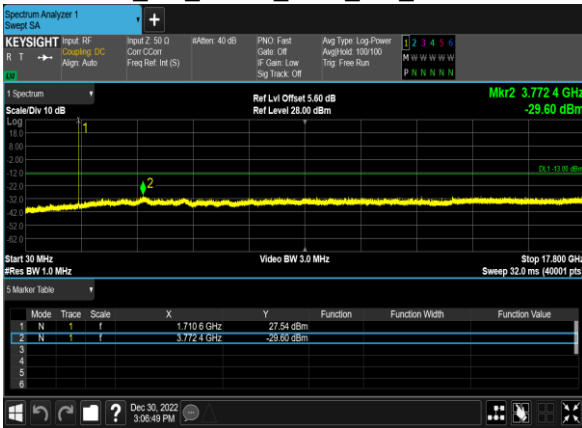 Spectrum Analyzer 1
Swept SA
+
KEYSIGHT Input: RF Input Z: 50 Ω #Atten: 40 dB PNO: Fast Avg Type: Log-Power 1 2 3 4 5 6
R T Coupling: DC Corr CCorr Gate: Off Avg|Hold: 100/100 M W W W W W
Align: Auto Freq Ref: Int (S) IF Gain: Low Trig: Free Run
LU Sig Track: Off P N N N N N
1 Spectrum Ref Lvl Offset 5.60 dB Mkr2 3.772 4 GHz
Scale/Div 10 dB Ref Level 28.00 dBm -29.60 dBm
Log
18.0 1
8.00
-2.00
-12.0 DL1 -13.00 dBm
-22.0 2
-32.0
-42.0
-52.0
-62.0
Start 30 MHz Video BW 3.0 MHz Stop 17.800 GHz
#Res BW 1.0 MHz Sweep 32.0 ms (40001 pts)
5 Marker Table
Mode Trace Scale X Y Function Function Width Function Value
1 N 1 f 1.710 6 GHz 27.54 dBm
2 N 1 f 3.772 4 GHz -29.60 dBm
3
4
5
6
? Dec 30, 2022
3:06:49 PM